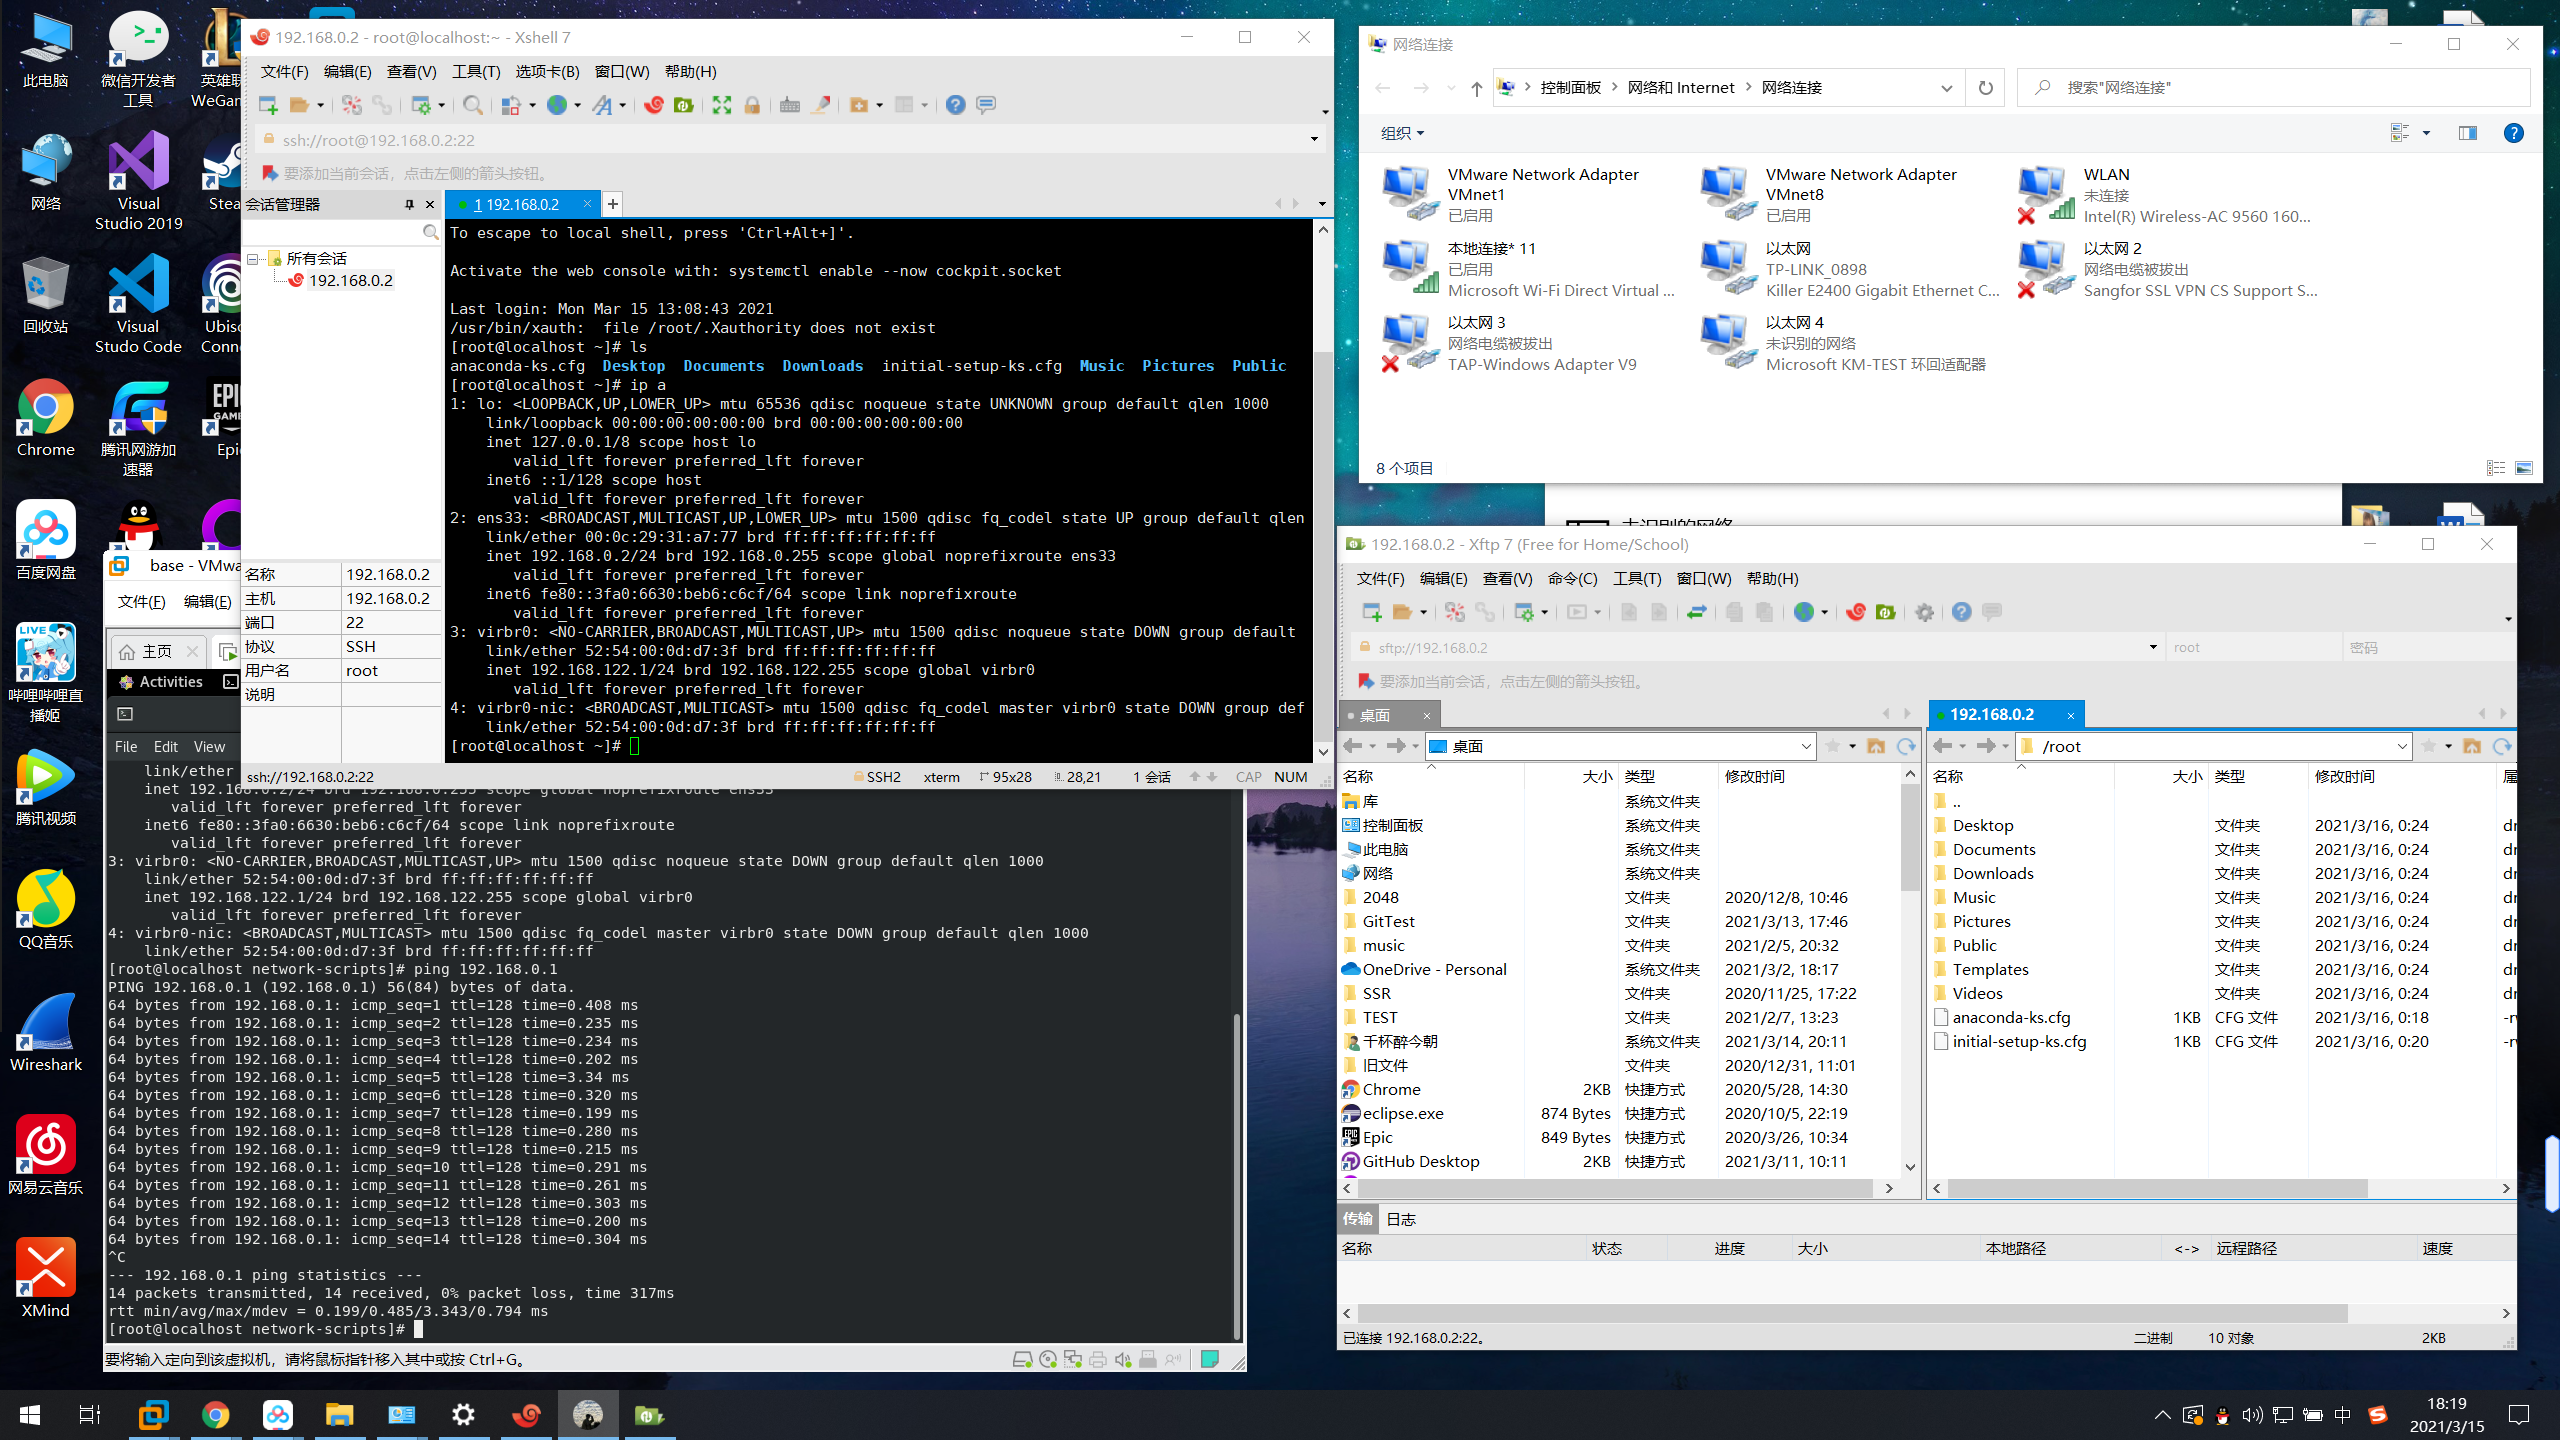 此电脑
微信开发者
工具
英雄联
WeGam
网络
Visual
Studio 2019
Stea
回收站
Visual
Studio Code
Ubiso
Conne
Chrome
腾讯网游加
速器
Epic
百度网盘
哔哩哔哩直
播姬
腾讯视频
QQ音乐
Wireshark
网易云音乐
XMind
192.168.0.2 - root@localhost:~ - Xshell 7
文件(F) 编辑(E) 查看(V) 工具(T) 选项卡(B) 窗口(W) 帮助(H)
ssh://root@192.168.0.2:22
要添加当前会话，点击左侧的箭头按钮。
会话管理器
1 192.168.0.2
所有会话
192.168.0.2
名称 192.168.0.2
主机 192.168.0.2
端口 22
协议 SSH
用户名 root
说明
To escape to local shell, press 'Ctrl+Alt+]'.
Activate the web console with: systemctl enable --now cockpit.socket
Last login: Mon Mar 15 13:08:43 2021
/usr/bin/xauth:  file /root/.Xauthority does not exist
[root@localhost ~]# ls
anaconda-ks.cfg  Desktop  Documents  Downloads  initial-setup-ks.cfg  Music  Pictures  Public
[root@localhost ~]# ip a
1: lo: <LOOPBACK,UP,LOWER_UP> mtu 65536 qdisc noqueue state UNKNOWN group default qlen 1000
link/loopback 00:00:00:00:00:00 brd 00:00:00:00:00:00
inet 127.0.0.1/8 scope host lo
valid_lft forever preferred_lft forever
inet6 ::1/128 scope host
valid_lft forever preferred_lft forever
2: ens33: <BROADCAST,MULTICAST,UP,LOWER_UP> mtu 1500 qdisc fq_codel state UP group default qlen
link/ether 00:0c:29:31:a7:77 brd ff:ff:ff:ff:ff:ff
inet 192.168.0.2/24 brd 192.168.0.255 scope global noprefixroute ens33
valid_lft forever preferred_lft forever
inet6 fe80::3fa0:6630:beb6:c6cf/64 scope link noprefixroute
valid_lft forever preferred_lft forever
3: virbr0: <NO-CARRIER,BROADCAST,MULTICAST,UP> mtu 1500 qdisc noqueue state DOWN group default
link/ether 52:54:00:0d:d7:3f brd ff:ff:ff:ff:ff:ff
inet 192.168.122.1/24 brd 192.168.122.255 scope global virbr0
valid_lft forever preferred_lft forever
4: virbr0-nic: <BROADCAST,MULTICAST> mtu 1500 qdisc fq_codel master virbr0 state DOWN group def
link/ether 52:54:00:0d:d7:3f brd ff:ff:ff:ff:ff:ff
[root@localhost ~]#
ssh://192.168.0.2:22 SSH2 xterm 95x28 28,21 1 会话 CAP NUM
base - VMwa
文件(F) 编辑(E)
主页
Activities
File Edit View
link/ether
inet 192.168.0.2/24 brd 192.168.0.255 scope global noprefixroute ens33
valid_lft forever preferred_lft forever
inet6 fe80::3fa0:6630:beb6:c6cf/64 scope link noprefixroute
valid_lft forever preferred_lft forever
3: virbr0: <NO-CARRIER,BROADCAST,MULTICAST,UP> mtu 1500 qdisc noqueue state DOWN group default qlen 1000
link/ether 52:54:00:0d:d7:3f brd ff:ff:ff:ff:ff:ff
inet 192.168.122.1/24 brd 192.168.122.255 scope global virbr0
valid_lft forever preferred_lft forever
4: virbr0-nic: <BROADCAST,MULTICAST> mtu 1500 qdisc fq_codel master virbr0 state DOWN group default qlen 1000
link/ether 52:54:00:0d:d7:3f brd ff:ff:ff:ff:ff:ff
[root@localhost network-scripts]# ping 192.168.0.1
PING 192.168.0.1 (192.168.0.1) 56(84) bytes of data.
64 bytes from 192.168.0.1: icmp_seq=1 ttl=128 time=0.408 ms
64 bytes from 192.168.0.1: icmp_seq=2 ttl=128 time=0.235 ms
64 bytes from 192.168.0.1: icmp_seq=3 ttl=128 time=0.234 ms
64 bytes from 192.168.0.1: icmp_seq=4 ttl=128 time=0.202 ms
64 bytes from 192.168.0.1: icmp_seq=5 ttl=128 time=3.34 ms
64 bytes from 192.168.0.1: icmp_seq=6 ttl=128 time=0.320 ms
64 bytes from 192.168.0.1: icmp_seq=7 ttl=128 time=0.199 ms
64 bytes from 192.168.0.1: icmp_seq=8 ttl=128 time=0.280 ms
64 bytes from 192.168.0.1: icmp_seq=9 ttl=128 time=0.215 ms
64 bytes from 192.168.0.1: icmp_seq=10 ttl=128 time=0.291 ms
64 bytes from 192.168.0.1: icmp_seq=11 ttl=128 time=0.261 ms
64 bytes from 192.168.0.1: icmp_seq=12 ttl=128 time=0.303 ms
64 bytes from 192.168.0.1: icmp_seq=13 ttl=128 time=0.200 ms
64 bytes from 192.168.0.1: icmp_seq=14 ttl=128 time=0.304 ms
^C
--- 192.168.0.1 ping statistics ---
14 packets transmitted, 14 received, 0% packet loss, time 317ms
rtt min/avg/max/mdev = 0.199/0.485/3.343/0.794 ms
[root@localhost network-scripts]#
要将输入定向到该虚拟机，请将鼠标指针移入其中或按 Ctrl+G。
网络连接
控制面板 网络和 Internet 网络连接
搜索"网络连接"
组织
VMware Network Adapter
VMnet1
已启用
VMware Network Adapter
VMnet8
已启用
WLAN
未连接
Intel(R) Wireless-AC 9560 160...
本地连接* 11
已启用
Microsoft Wi-Fi Direct Virtual ...
以太网
TP-LINK_0898
Killer E2400 Gigabit Ethernet C...
以太网 2
网络电缆被拔出
Sangfor SSL VPN CS Support S...
以太网 3
网络电缆被拔出
TAP-Windows Adapter V9
以太网 4
未识别的网络
Microsoft KM-TEST 环回适配器
8 个项目
未识别的网络
192.168.0.2 - Xftp 7 (Free for Home/School)
文件(F) 编辑(E) 查看(V) 命令(C) 工具(T) 窗口(W) 帮助(H)
sftp://192.168.0.2 root 密码
要添加当前会话，点击左侧的箭头按钮。
桌面
桌面
名称 大小 类型 修改时间
库 系统文件夹
控制面板 系统文件夹
此电脑 系统文件夹
网络 系统文件夹
2048 文件夹 2020/12/8, 10:46
GitTest 文件夹 2021/3/13, 17:46
music 文件夹 2021/2/5, 20:32
OneDrive - Personal 系统文件夹 2021/3/2, 18:17
SSR 文件夹 2020/11/25, 17:22
TEST 文件夹 2021/2/7, 13:23
千杯醉今朝 系统文件夹 2021/3/14, 20:11
旧文件 文件夹 2020/12/31, 11:01
Chrome 2KB 快捷方式 2020/5/28, 14:30
eclipse.exe 874 Bytes 快捷方式 2020/10/5, 22:19
Epic 849 Bytes 快捷方式 2020/3/26, 10:34
GitHub Desktop 2KB 快捷方式 2021/3/11, 10:11
192.168.0.2
/root
名称 大小 类型 修改时间 属
..
Desktop 文件夹 2021/3/16, 0:24 dr
Documents 文件夹 2021/3/16, 0:24 dr
Downloads 文件夹 2021/3/16, 0:24 dr
Music 文件夹 2021/3/16, 0:24 dr
Pictures 文件夹 2021/3/16, 0:24 dr
Public 文件夹 2021/3/16, 0:24 dr
Templates 文件夹 2021/3/16, 0:24 dr
Videos 文件夹 2021/3/16, 0:24 dr
anaconda-ks.cfg 1KB CFG 文件 2021/3/16, 0:18 -rw
initial-setup-ks.cfg 1KB CFG 文件 2021/3/16, 0:20 -rw
传输 日志
名称 状态 进度 大小 本地路径 <-> 远程路径 速度
已连接 192.168.0.2:22。 二进制 10 对象 2KB
中
18:19
2021/3/15